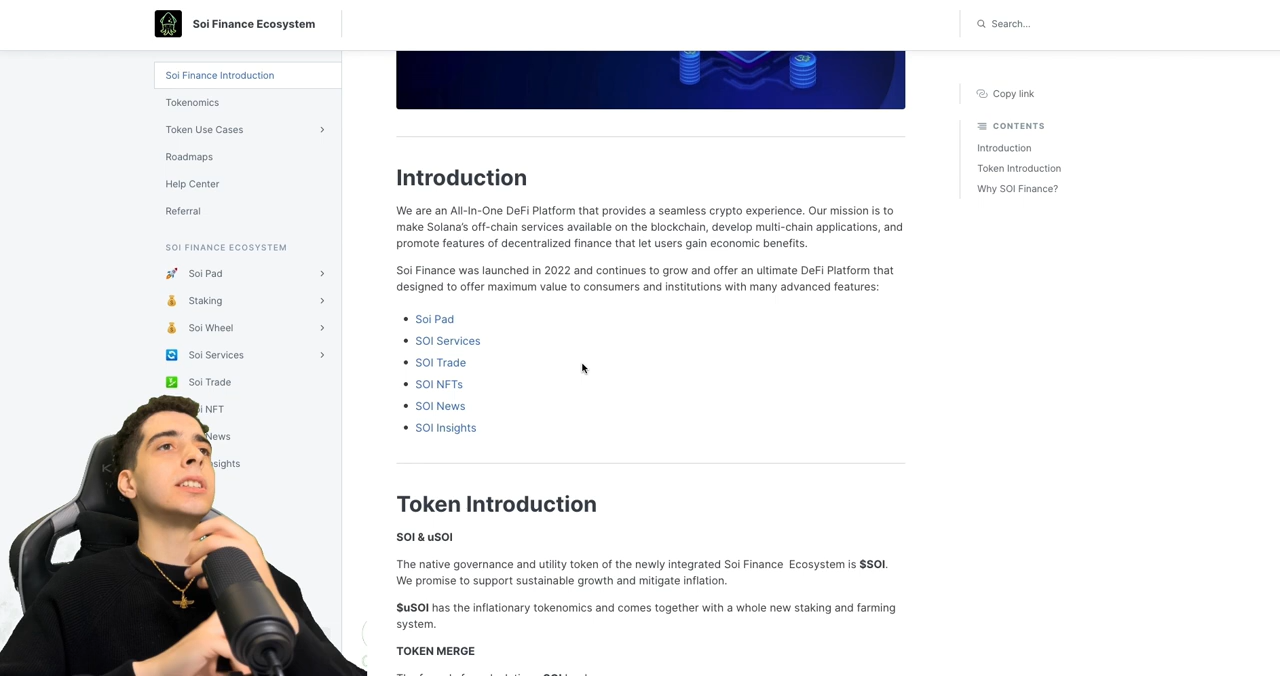 Soi Finance Ecosystem
Search...
Soi Finance Introduction
Tokenomics
Token Use Cases
Roadmaps
Help Center
Referral
SOI FINANCE ECOSYSTEM
Soi Pad
Staking
Soi Wheel
Soi Services
Soi Trade
oi NFT
News
nsights
Introduction
We are an All-In-One DeFi Platform that provides a seamless crypto experience. Our mission is to
make Solana’s off-chain services available on the blockchain, develop multi-chain applications, and
promote features of decentralized finance that let users gain economic benefits.
Soi Finance was launched in 2022 and continues to grow and offer an ultimate DeFi Platform that
designed to offer maximum value to consumers and institutions with many advanced features:
• Soi Pad
• SOI Services
• SOI Trade
• SOI NFTs
• SOI News
• SOI Insights
Token Introduction
SOI & uSOI
The native governance and utility token of the newly integrated Soi Finance Ecosystem is $SOI.
We promise to support sustainable growth and mitigate inflation.
$uSOI has the inflationary tokenomics and comes together with a whole new staking and farming
system.
TOKEN MERGE
Copy link
CONTENTS
Introduction
Token Introduction
Why SOI Finance?